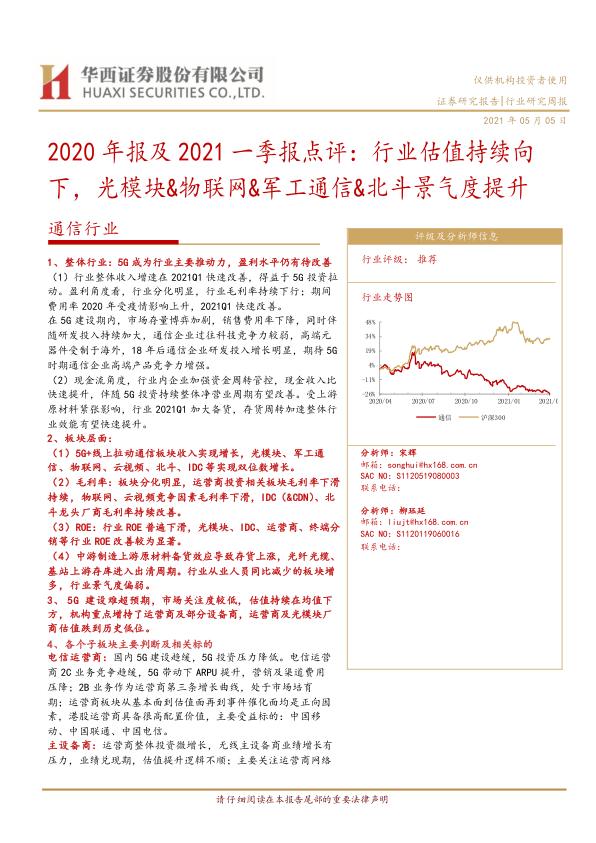 华西证券股份有限公司
HUAXI SECURITIES CO.,LTD.
仅供机构投资者使用
证券研究报告|行业研究周报
2021 年 05 月 05 日
2020 年报及 2021 一季报点评：行业估值持续向
下，光模块&物联网&军工通信&北斗景气度提升
通信行业
1、整体行业：5G 成为行业主要推动力，盈利水平仍有待改善
（1）行业整体收入增速在 2021Q1 快速改善，得益于 5G 投资拉
动。盈利角度看，行业分化明显，行业毛利率持续下行；期间
费用率 2020 年受疫情影响上升，2021Q1 快速改善。
在 5G 建设期内，市场存量博弈加剧，销售费用率下降，同时伴
随研发投入持续加大，通信企业过往科技竞争力较弱，高端元
器件受制于海外，18 年后通信企业研发投入增长明显，期待 5G
时期通信企业高端产品竞争力增强。
（2）现金流角度，行业内企业加强资金周转管控，现金收入比
快速提升，伴随 5G 投资持续整体净营业周期有望改善。受上游
原材料紧张影响，行业 2021Q1 加大备货，存货周转加速整体行
业效能有望快速提升。
2、板块层面：
（1）5G+线上拉动通信板块收入实现增长，光模块、军工通
信、物联网、云视频、北斗、IDC 等实现双位数增长。
（2）毛利率：板块分化明显，运营商投资相关板块毛利率下滑
持续，物联网、云视频竞争因素毛利率下滑，IDC（&CDN）、北
斗龙头厂商毛利率持续改善。
（3）ROE：行业 ROE 普遍下滑，光模块、IDC、运营商、终端分
销等行业 ROE 改善较为显著。
（4）中游制造上游原材料备货效应导致存货上涨，光纤光缆、
基站上游存库进入出清周期。行业从业人员同比减少的板块增
多，行业景气度偏弱。
3、 5G 建设难超预期，市场关注度较低，估值持续在均值下
方，机构重点增持了运营商及部分设备商，运营商及光模块厂
商估值跌到历史低位。
4、各个子板块主要判断及相关标的
电信运营商：国内 5G 建设趋缓，5G 投资压力降低。电信运营
商 2C 业务竞争趋缓，5G 带动下 ARPU 提升，营销及渠道费用
压降；2B 业务作为运营商第三条增长曲线，处于市场培育
期；运营商板块从基本面到估值面再到事件催化面均是正向因
素，港股运营商具备很高配置价值，主要受益标的：中国移
动、中国联通、中国电信。
主设备商：运营商整体投资微增长，无线主设备商业绩增长有
压力，业绩兑现期，估值提升逻辑不顺；主要关注运营商网络
评级及分析师信息
行业评级： 推荐
行业走势图
48%
34%
19%
4%
-11%
-26%
2020/04 2020/07 2020/10 2021/01
通信 沪深300
分析师：宋辉
邮箱：songhui@hx168.com.cn
SAC NO：S1120519080003
联系电话：
分析师：柳珏廷
邮箱：liujt@hx168.com.cn
SAC NO：S1120119060016
联系电话：
请仔细阅读在本报告尾部的重要法律声明